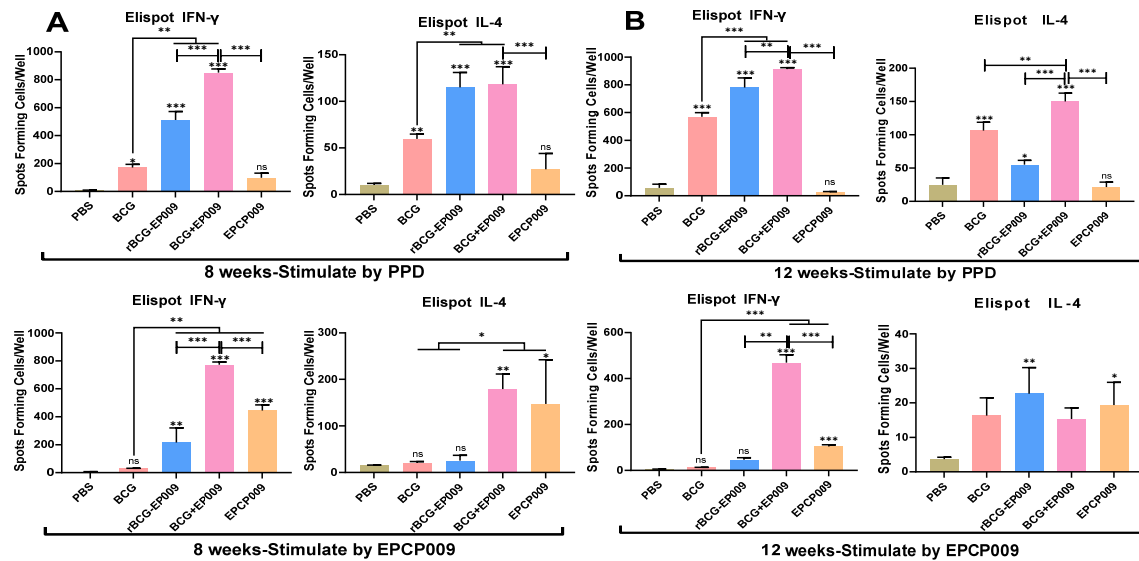 A
Elispot IFN-γ
Spots Forming Cells/Well
1000
800
600
400
200
0
**
***
***
*
***
***
ns
PBS
BCG
rBCG-EP009
BCG+EP009
EPCP009
Elispot IL-4
Spots Forming Cells/Well
150
100
50
0
**
***
**
***
***
ns
PBS
BCG
rBCG-EP009
BCG+EP009
EPCP009
8 weeks-Stimulate by PPD
B
Elispot IFN-γ
Spots Forming Cells/Well
1000
800
600
400
200
0
***
**
***
***
***
***
ns
PBS
BCG
rBCG-EP009
BCG+EP009
EPCP009
Elispot IL-4
Spots Forming Cells/Well
200
150
100
50
0
**
***
***
***
*
***
ns
PBS
BCG
rBCG-EP009
BCG+EP009
EPCP009
12 weeks-Stimulate by PPD
Elispot IFN-γ
Spots Forming Cells/Well
1000
800
600
400
200
0
**
***
***
ns
**
***
***
PBS
BCG
rBCG-EP009
BCG+EP009
EPCP009
Elispot IL-4
Spots Forming Cells/Well
300
200
100
0
*
ns
ns
**
*
PBS
BCG
rBCG-EP009
BCG+EP009
EPCP009
8 weeks-Stimulate by EPCP009
Elispot IFN-γ
Spots Forming Cells/Well
600
400
200
0
***
**
***
ns
ns
***
***
PBS
BCG
rBCG-EP009
BCG+EP009
EPCP009
Elispot IL-4
Spots Forming Cells/Well
40
30
20
10
0
**
*
PBS
BCG
rBCG-EP009
BCG+EP009
EPCP009
12 weeks-Stimulate by EPCP009